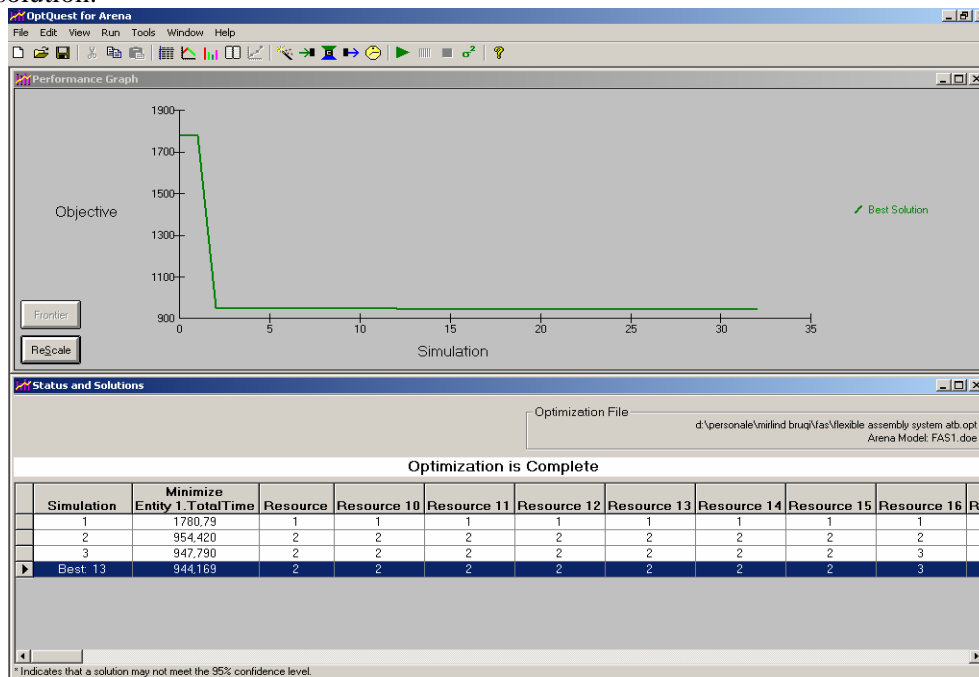 solution.
OptQuest for Arena
File Edit View Run Tools Window Help
Performance Graph
1900
1700
1500
Objective
Best Solution
1300
1100
Frontier
900
0 5 10 15 20 25 30 35
ReScale
Simulation
Status and Solutions
Optimization File
d:\personale\mirlind bruqi\fas\flexible assembly system atb.opt
Arena Model: FAS1.doe
Optimization is Complete
Minimize
Simulation Entity 1.TotalTime Resource Resource 10 Resource 11 Resource 12 Resource 13 Resource 14 Resource 15 Resource 16 R
1 1780,79 1 1 1 1 1 1 1 1
2 954,420 2 2 2 2 2 2 2 2
3 947,790 2 2 2 2 2 2 2 3
Best: 13 944,169 2 2 2 2 2 2 2 3
* Indicates that a solution may not meet the 95% confidence level.